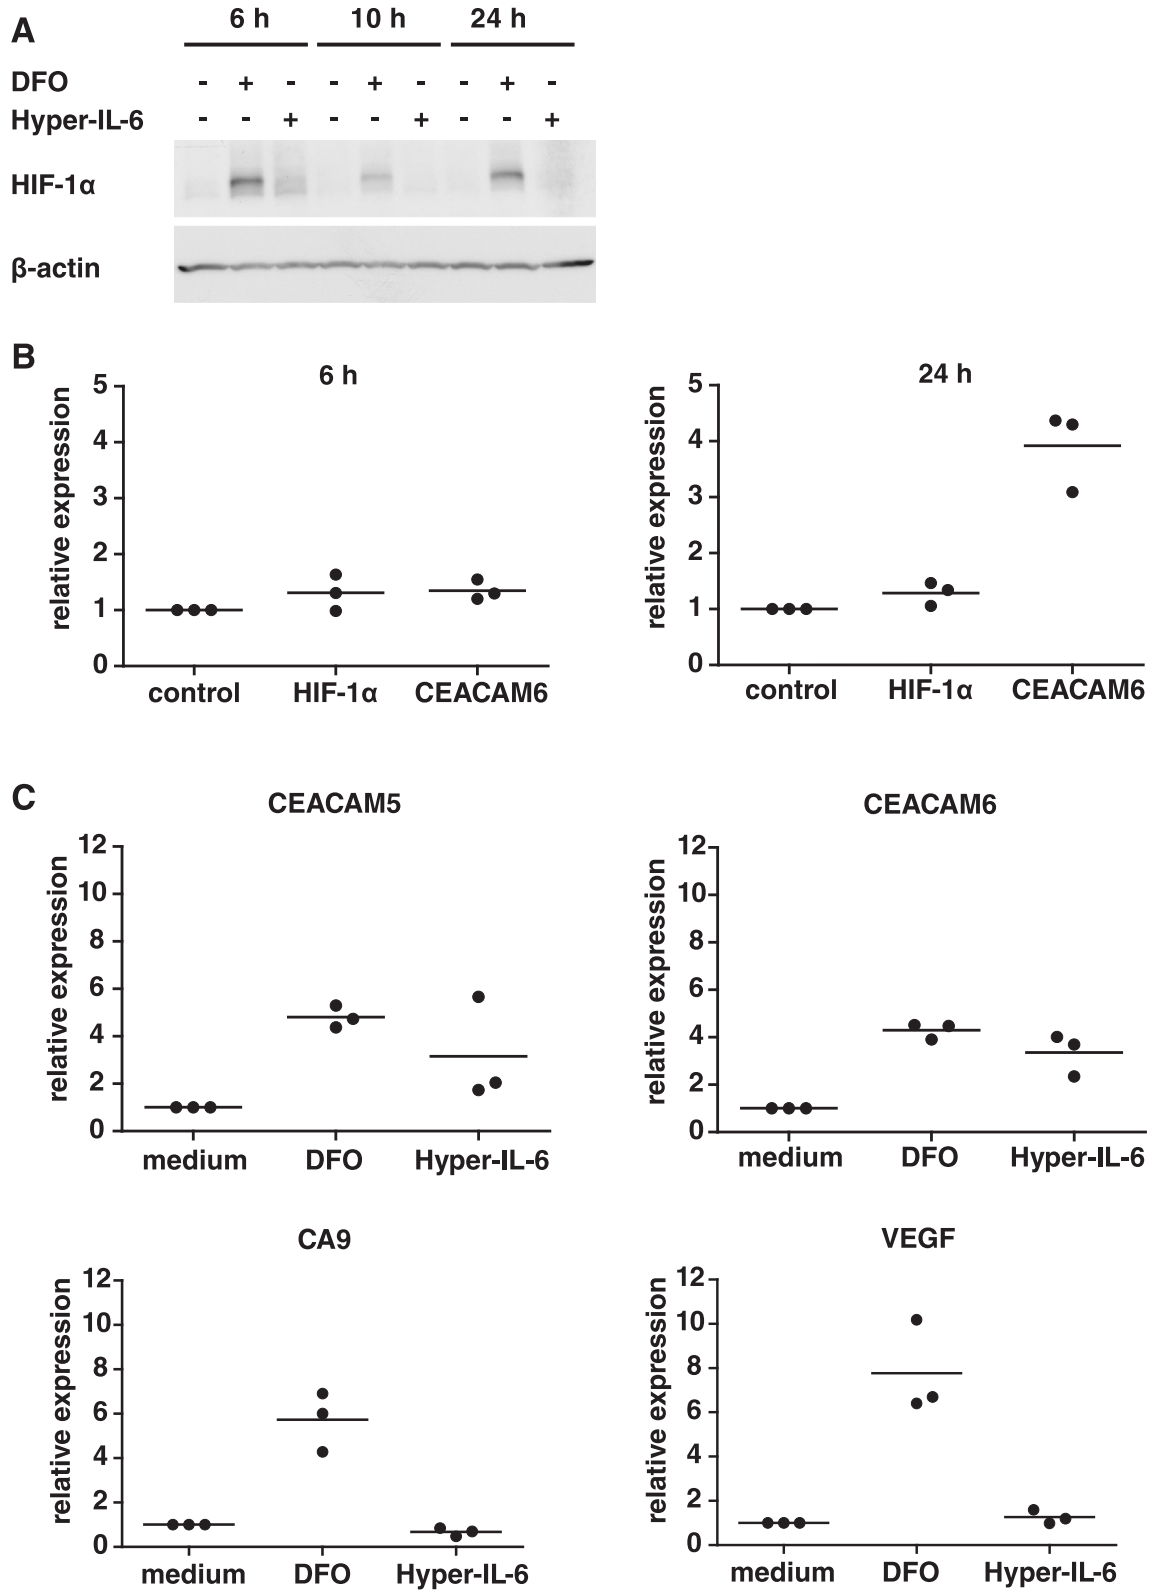 A
6 h 10 h 24 h
DFO - + - - + - - + -
Hyper-IL-6 - - + - - + - - +
HIF-1α
β-actin
B
6 h
relative expression
5
4
3
2
1
0
control HIF-1α CEACAM6
24 h
relative expression
5
4
3
2
1
0
control HIF-1α CEACAM6
C
CEACAM5
relative expression
12
10
8
6
4
2
0
medium DFO Hyper-IL-6
CEACAM6
relative expression
12
10
8
6
4
2
0
medium DFO Hyper-IL-6
CA9
relative expression
12
10
8
6
4
2
0
medium DFO Hyper-IL-6
VEGF
relative expression
12
10
8
6
4
2
0
medium DFO Hyper-IL-6